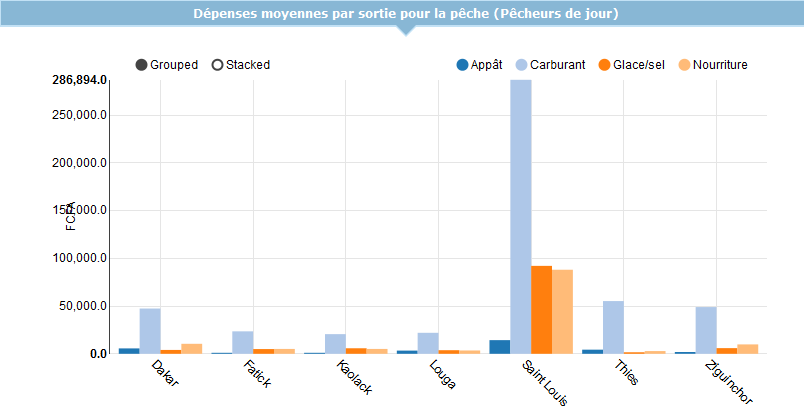 Dépenses moyennes par sortie pour la pêche (Pêcheurs de jour)
Grouped Stacked Appât Carburant Glace/sel Nourriture
286,894.0
250,000.0
200,000.0
150,000.0
FCFA
100,000.0
50,000.0
0.0
Dakar Fatick Kaolack Louga Saint Louis Thies Ziguinchor